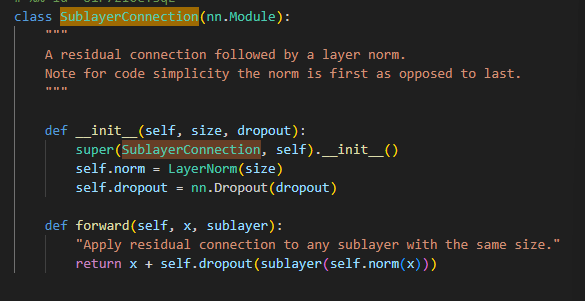 class SublayerConnection(nn.Module):
    """
    A residual connection followed by a layer norm.
    Note for code simplicity the norm is first as opposed to last.
    """
    def __init__(self, size, dropout):
        super(SublayerConnection, self).__init__()
        self.norm = LayerNorm(size)
        self.dropout = nn.Dropout(dropout)
    def forward(self, x, sublayer):
        "Apply residual connection to any sublayer with the same size."
        return x + self.dropout(sublayer(self.norm(x)))